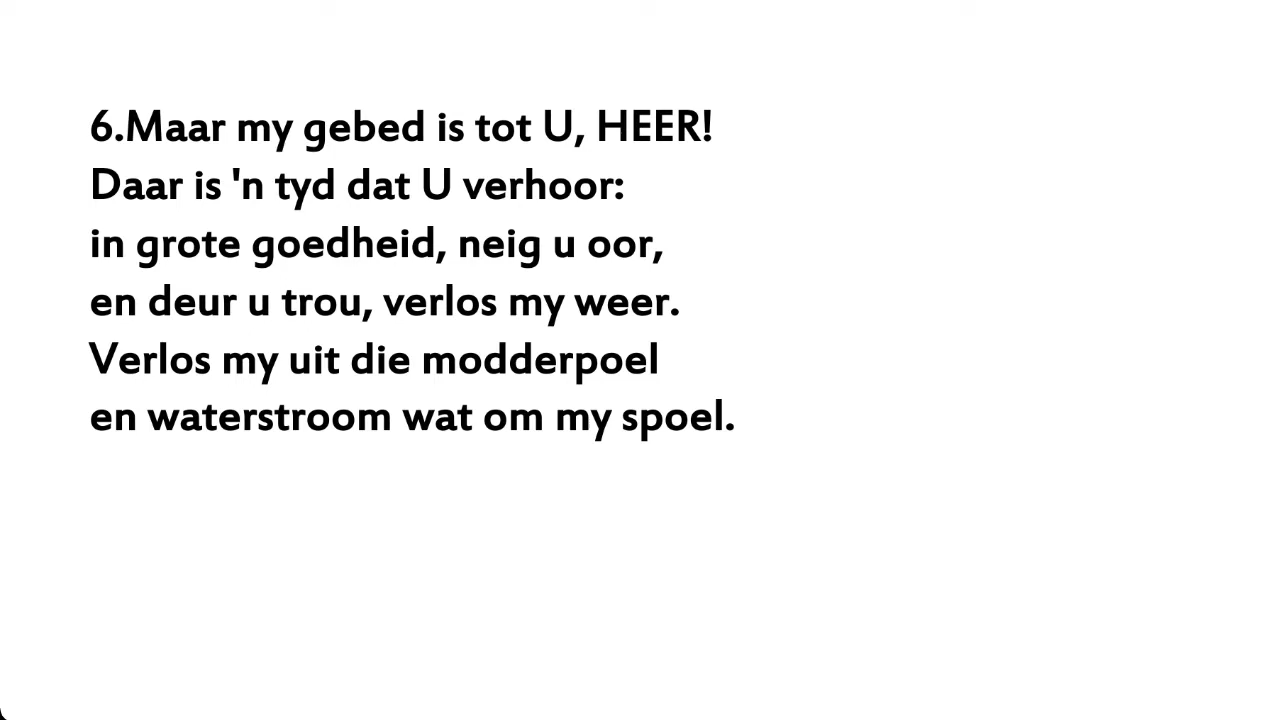 6.Maar my gebed is tot U, HEER!
Daar is 'n tyd dat U verhoor:
in grote goedheid, neig u oor,
en deur u trou, verlos my weer.
Verlos my uit die modderpoel
en waterstroom wat om my spoel.